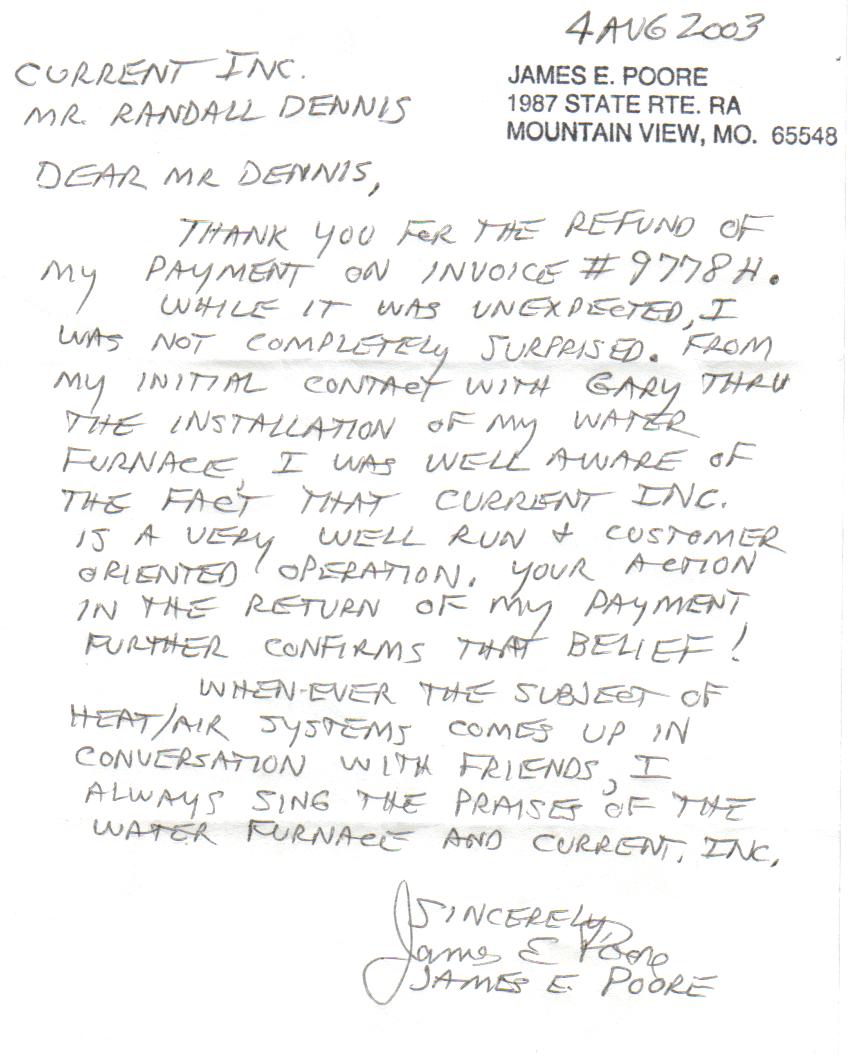 4 AUG 2003
CURRENT INC.
MR. RANDALL DENNIS
JAMES E. POORE
1987 STATE RTE. RA
MOUNTAIN VIEW, MO. 65548
DEAR MR DENNIS,
THANK YOU FOR THE REFUND OF
MY PAYMENT ON INVOICE # 9778H.
WHILE IT WAS UNEXPECTED, I
WAS NOT COMPLETELY SURPRISED. FROM
MY INITIAL CONTACT WITH GARY THRU
THE INSTALLATION OF MY WATER
FURNACE, I WAS WELL AWARE OF
THE FACT THAT CURRENT INC.
IS A VERY WELL RUN & CUSTOMER
ORIENTED OPERATION. YOUR ACTION
IN THE RETURN OF MY PAYMENT
FURTHER CONFIRMS THAT BELIEF!
WHEN-EVER THE SUBJECT OF
HEAT/AIR SYSTEMS COMES UP IN
CONVERSATION WITH FRIENDS, I
ALWAYS SING THE PRAISES OF THE
WATER FURNACE AND CURRENT, INC.
SINCERELY,
James E Poore
JAMES E. POORE